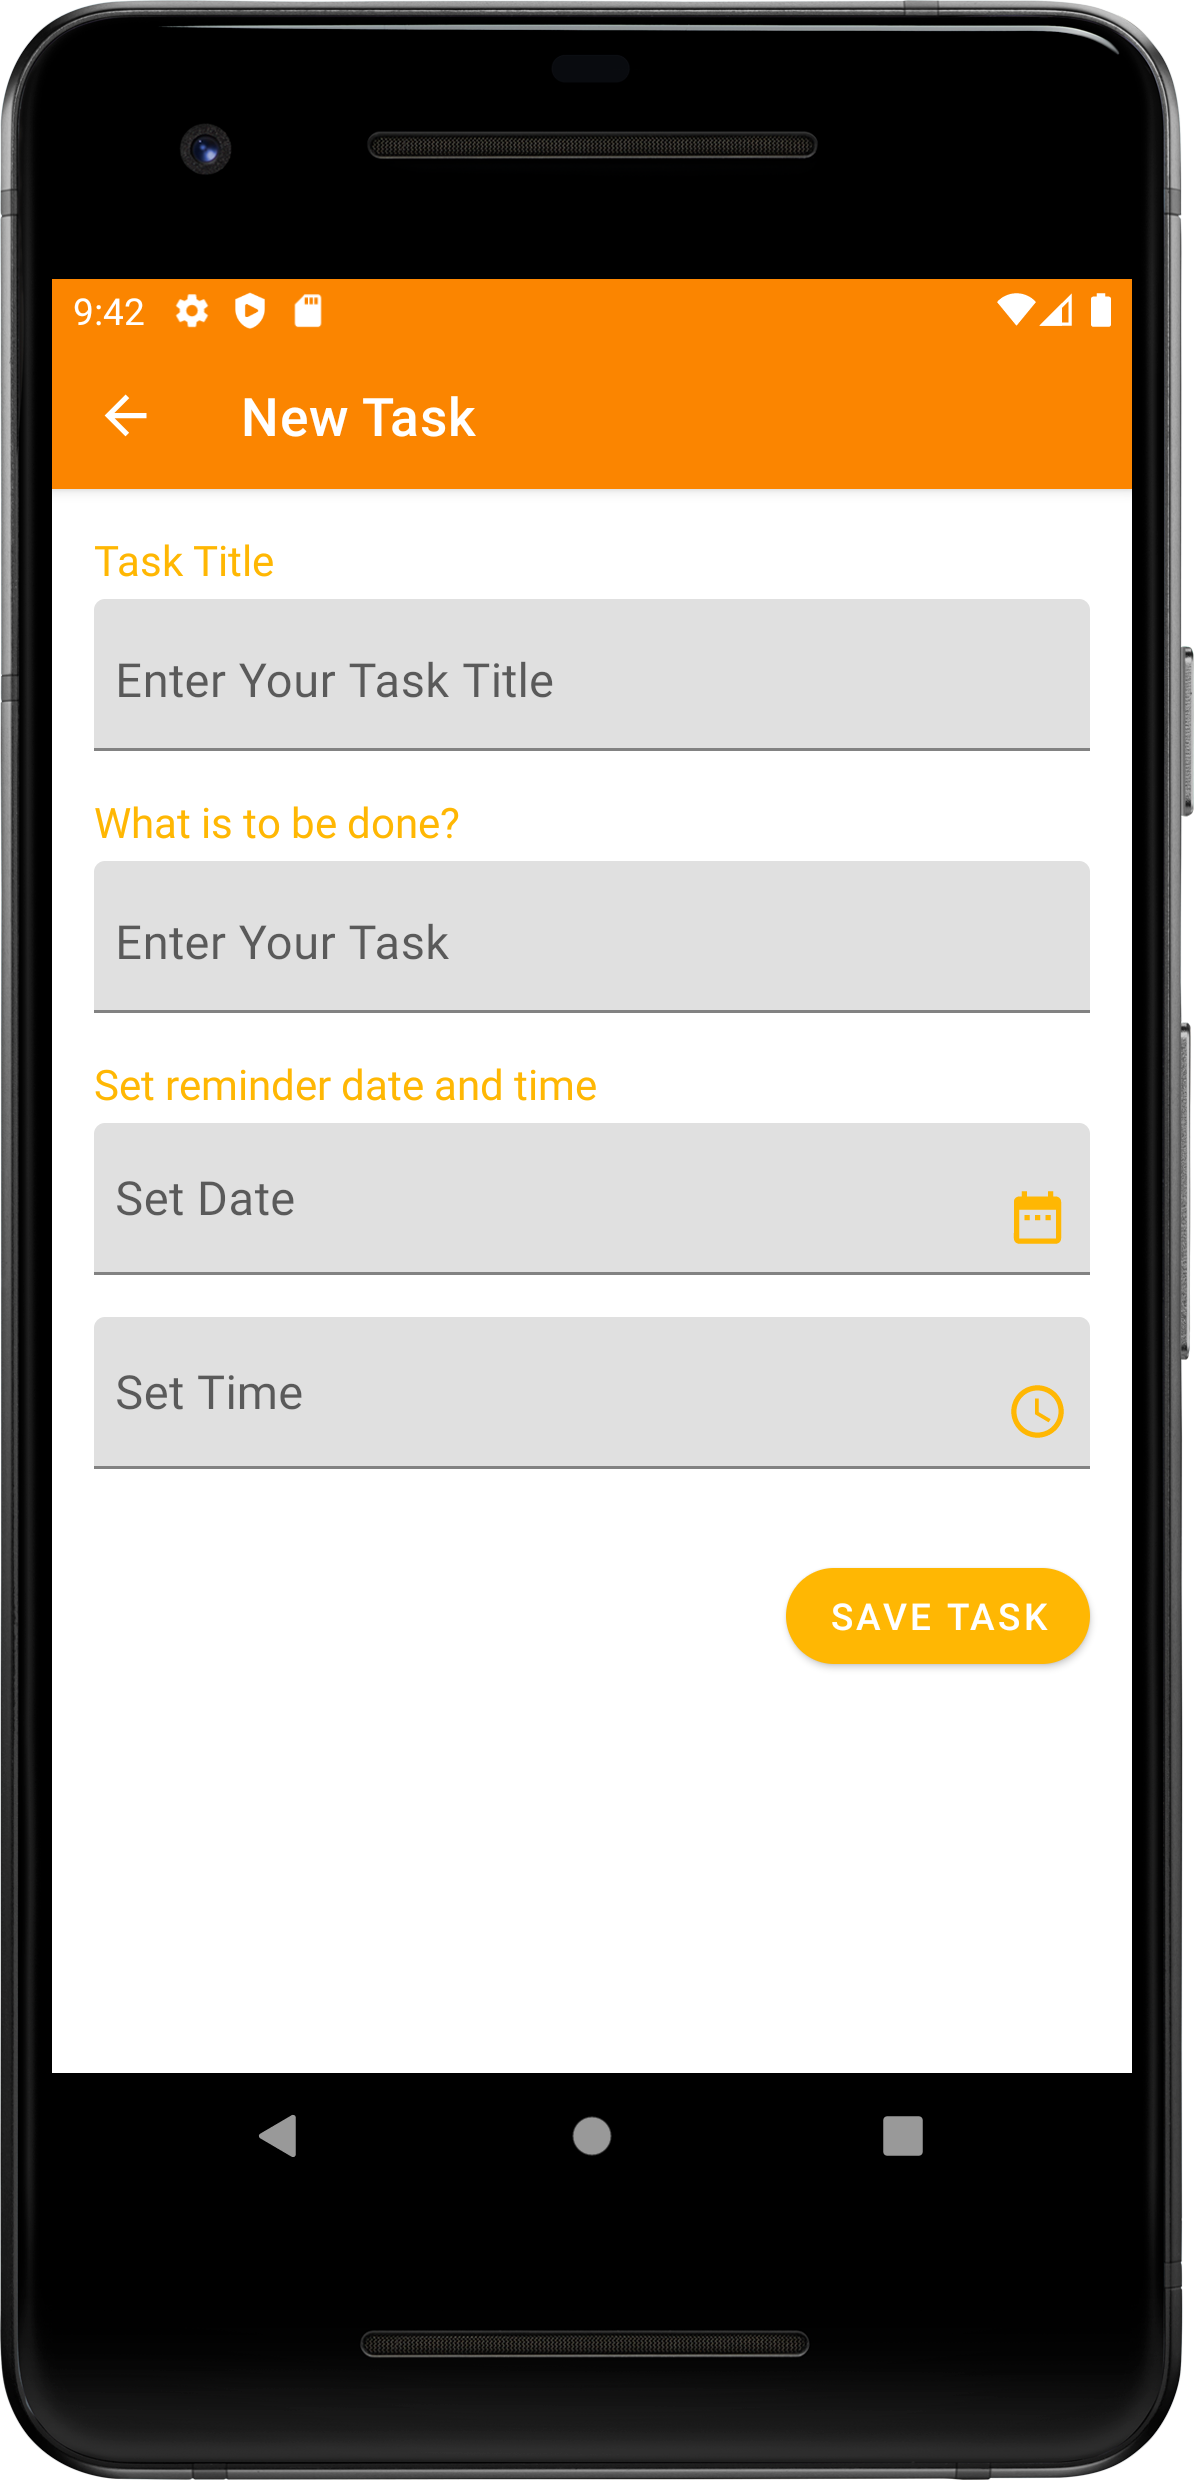 9:42
New Task
Task Title
Enter Your Task Title
What is to be done?
Enter Your Task
Set reminder date and time
Set Date
Set Time
SAVE TASK